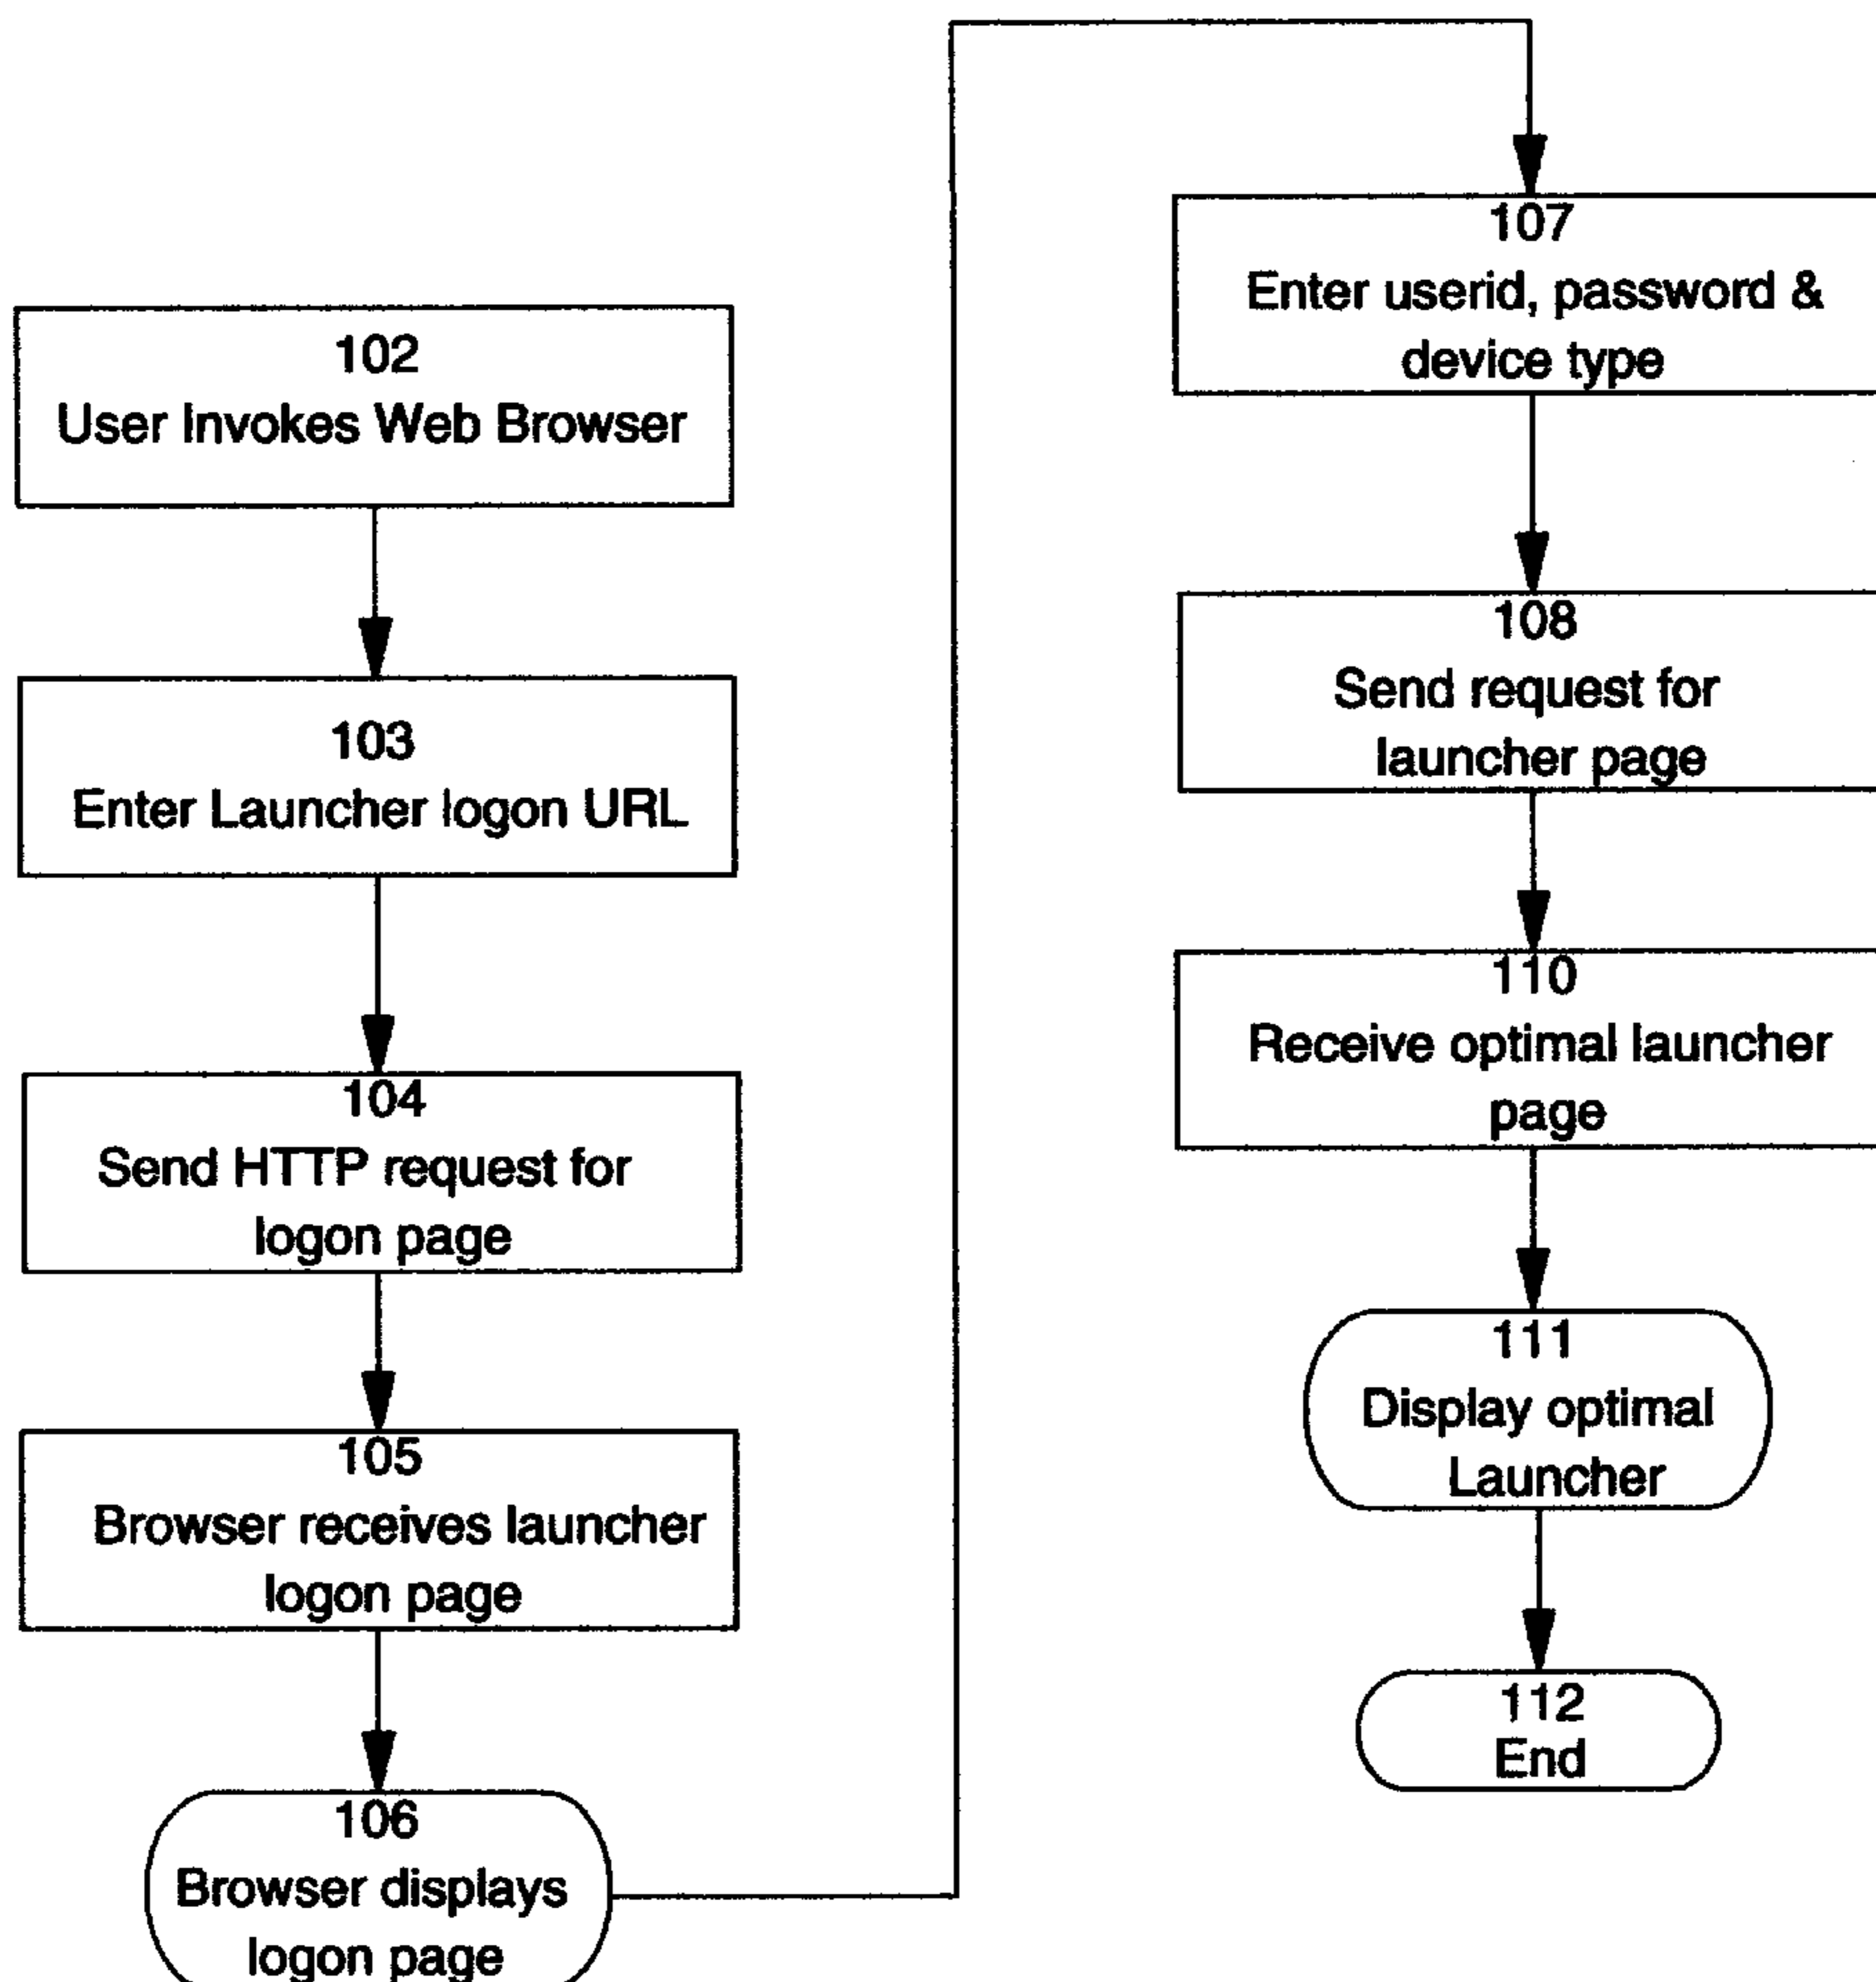 102
User Invokes Web Browser
103
Enter Launcher logon URL
104
Send HTTP request for
logon page
105
Browser receives launcher
logon page
106
Browser displays
logon page
107
Enter userid, password &
device type
108
Send request for
launcher page
110
Receive optimal launcher
page
111
Display optimal
Launcher
112
End